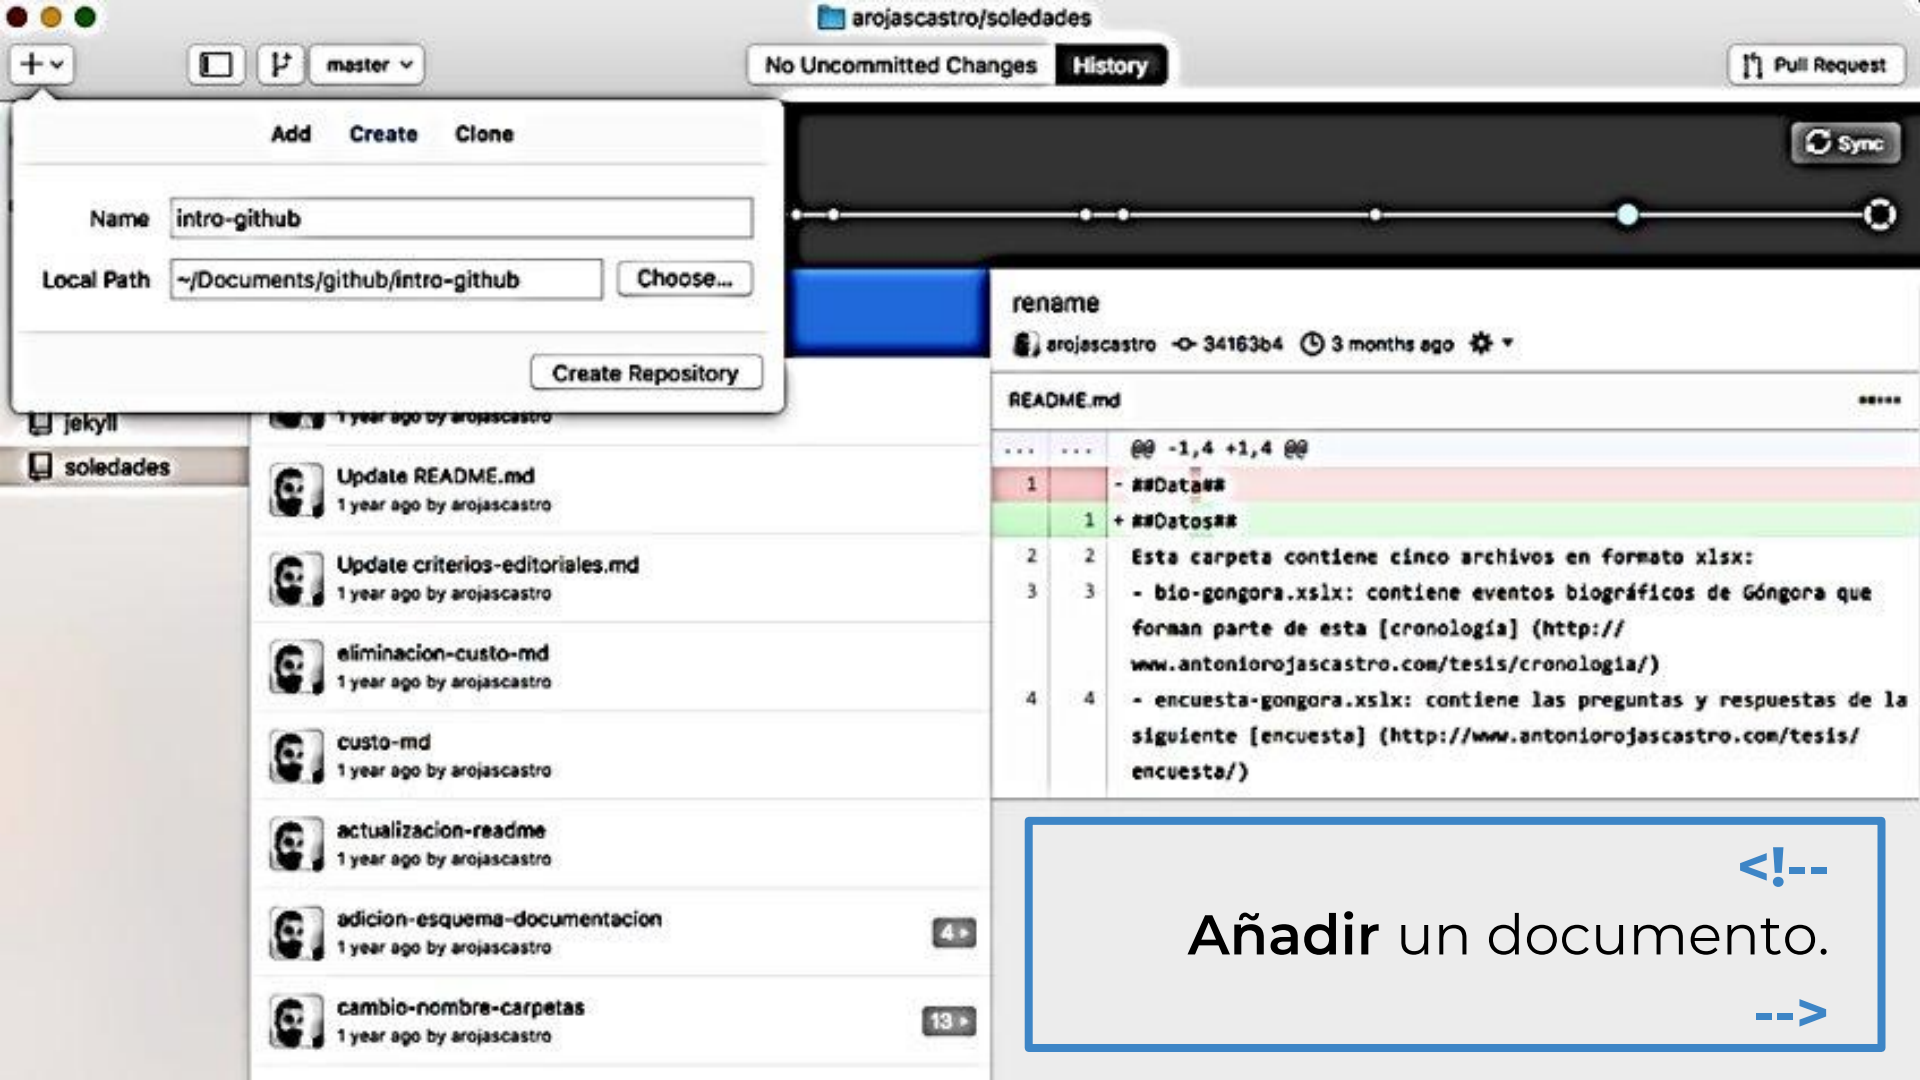 arojascastro/soledades
master
No Uncommitted Changes
History
Pull Request
Add Create Clone
Sync
Name intro-github
Local Path ~/Documents/github/intro-github Choose...
Create Repository
jekyll
soledades
1 year ago by arojascastro
Update README.md
1 year ago by arojascastro
Update criterios-editoriales.md
1 year ago by arojascastro
eliminacion-custo-md
1 year ago by arojascastro
custo-md
1 year ago by arojascastro
actualizacion-readme
1 year ago by arojascastro
adicion-esquema-documentacion
4
1 year ago by arojascastro
cambio-nombre-carpetas
13
1 year ago by arojascastro
rename
arojascastro 34163b4 3 months ago
README.md
... ... @@ -1,4 +1,4 @@
1 - ##Data##
1 + ##Datos##
2 2 Esta carpeta contiene cinco archivos en formato xlsx:
3 3 - bio-gongora.xslx: contiene eventos biográficos de Góngora que
forman parte de esta [cronología] (http://
www.antoniorojascastro.com/tesis/cronologia/)
4 4 - encuesta-gongora.xslx: contiene las preguntas y respuestas de la
siguiente [encuesta] (http://www.antoniorojascastro.com/tesis/
encuesta/)
<!--
Añadir un documento.
-->